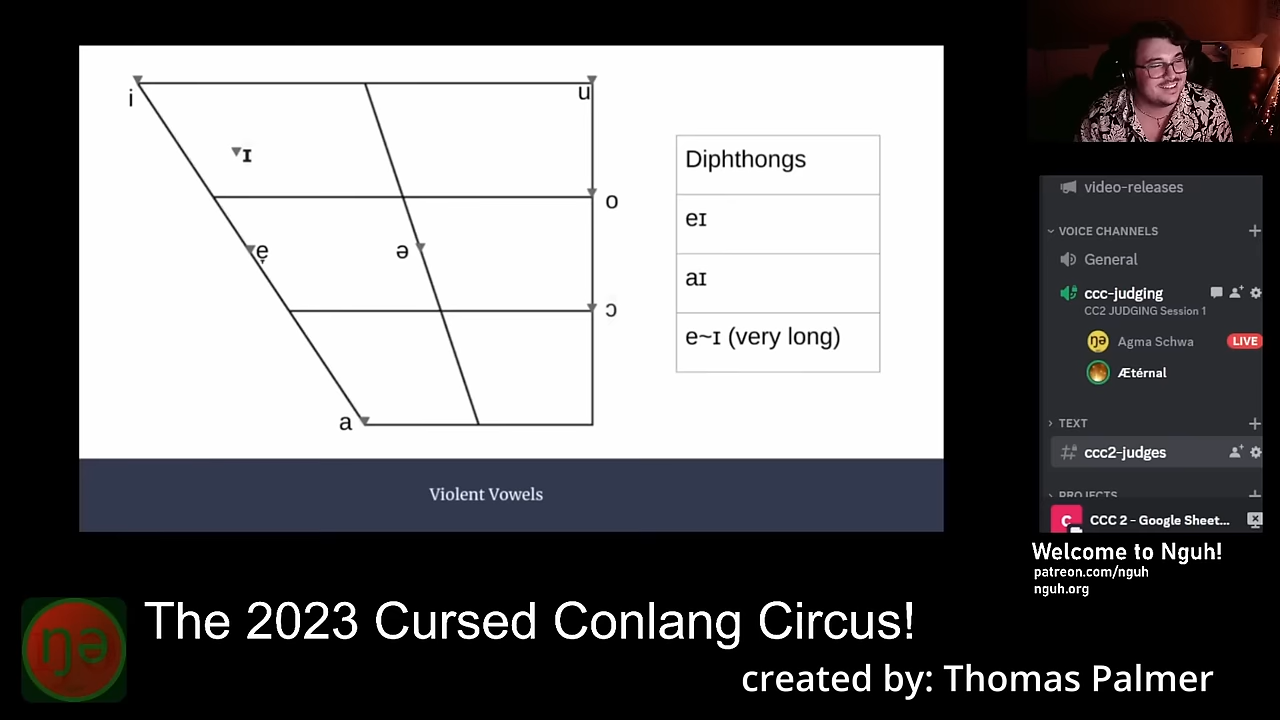 i
u
ɪ
o
e̞
ə
ɔ
a
Diphthongs
eɪ
aɪ
e~ɪ (very long)
Violent Vowels
video-releases
VOICE CHANNELS
General
ccc-judging
CC2 JUDGING Session 1
ŋə
Agma Schwa
LIVE
Ætérnal
TEXT
ccc2-judges
PROJECTS
C
CCC 2 - Google Sheet...
Welcome to Nguh!
patreon.com/nguh
nguh.org
ŋə
The 2023 Cursed Conlang Circus!
created by: Thomas Palmer